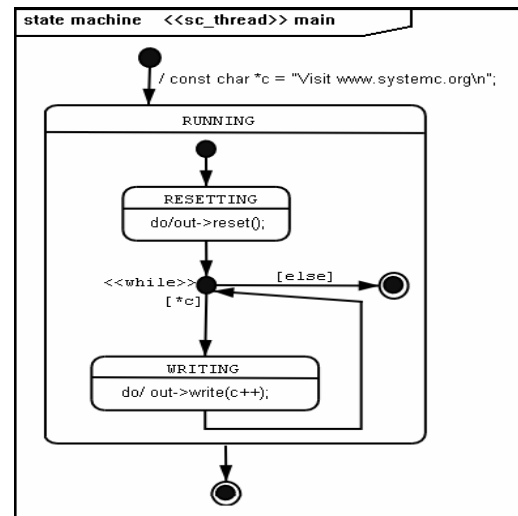 state machine <<sc_thread>> main
/ const char *c = "Visit www.systemc.org\n";
RUNNING
RESETTING
do/out->reset();
<<while>>
[else]
[*c]
WRITING
do/ out->write(c++);